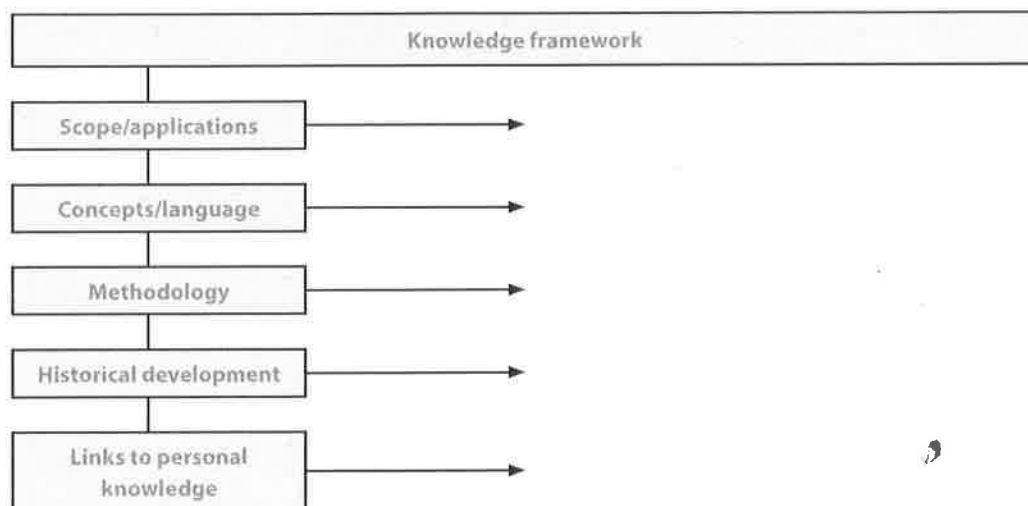 Knowledge framework
Scope/applications
Concepts/language
Methodology
Historical development
Links to personal
knowledge